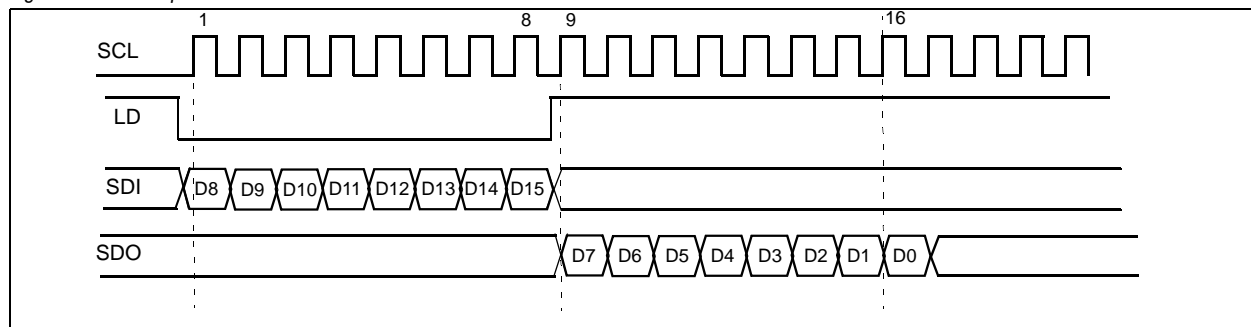 1 8 9 16
SCL
LD
SDI D8 D9 D10 D11 D12 D13 D14 D15
SDO D7 D6 D5 D4 D3 D2 D1 D0